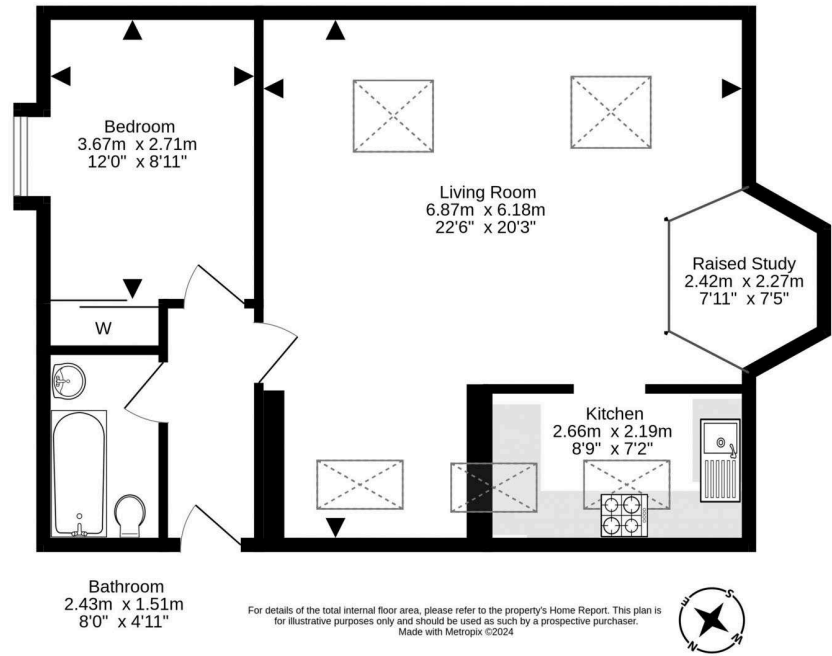 Bedroom
3.67m x 2.71m
12'0" x 8'11"
Living Room
6.87m x 6.18m
22'6" x 20'3"
Raised Study
2.42m x 2.27m
7'11" x 7'5"
W
Kitchen
2.66m x 2.19m
8'9" x 7'2"
Bathroom
2.43m x 1.51m
8'0" x 4'11"
For details of the total internal floor area, please refer to the property's Home Report. This plan is
for illustrative purposes only and should be used as such by a prospective purchaser.
Made with Metropix ©2024
S
E
W
N